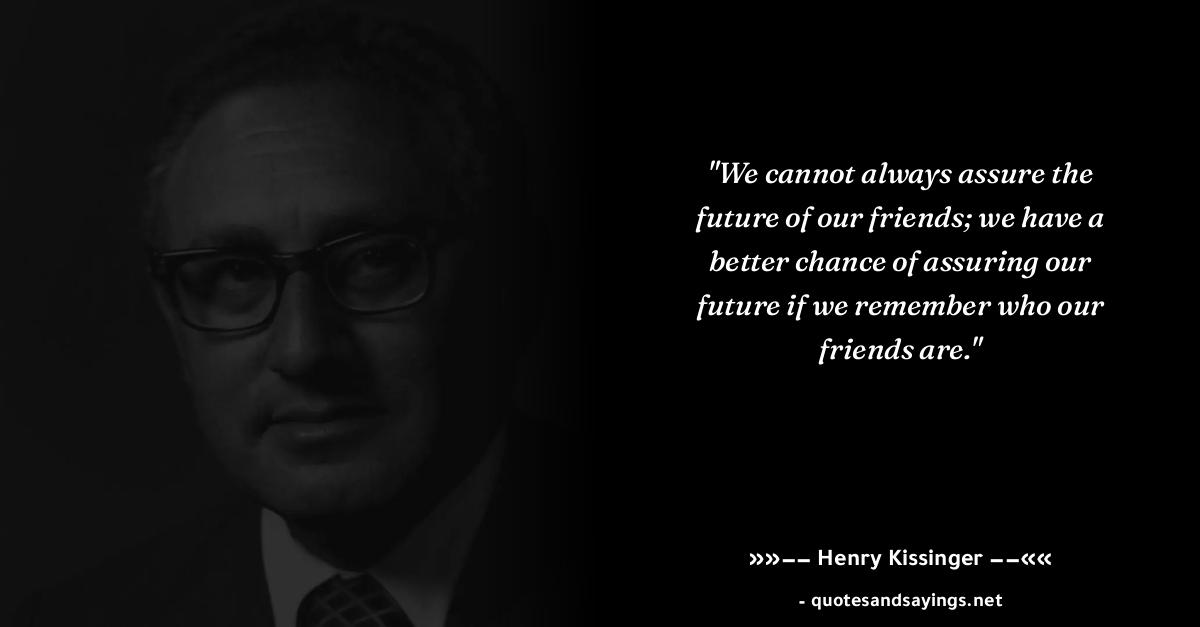 "We cannot always assure the
future of our friends; we have a
better chance of assuring our
future if we remember who our
friends are."
»»–– Henry Kissinger ––««
- quotesandsayings.net